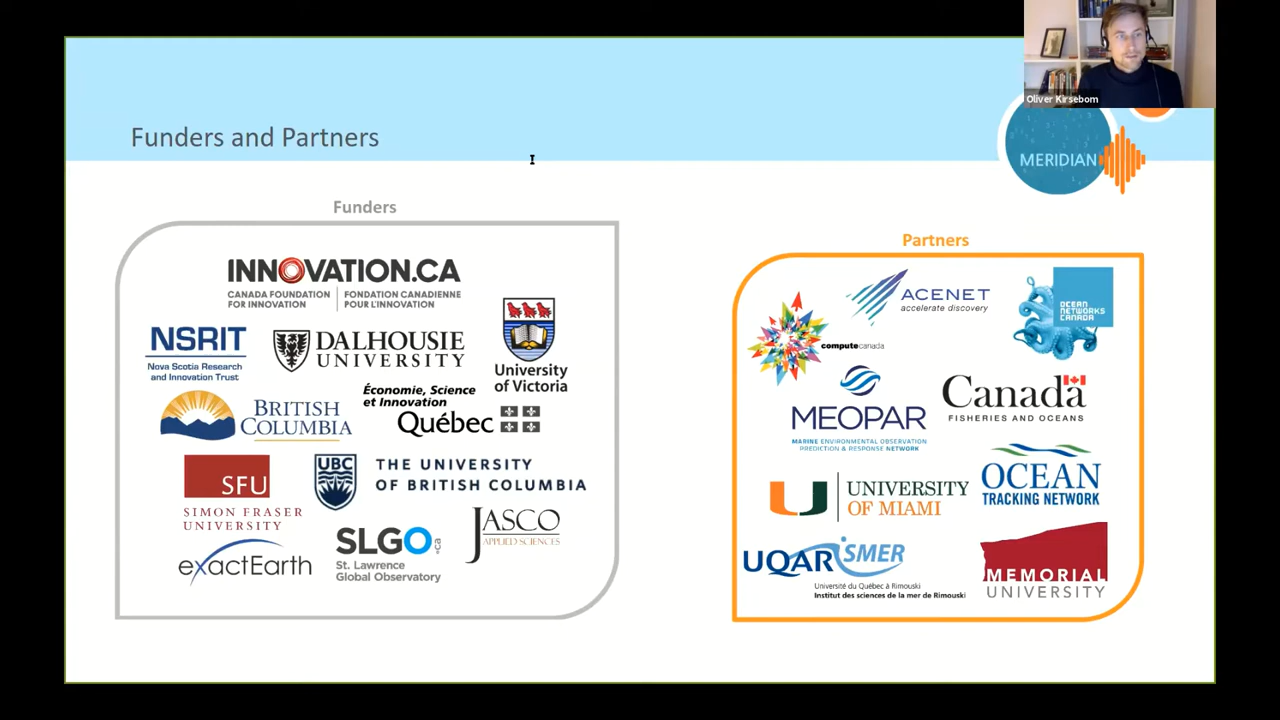 Oliver Kirsebom
Funders and Partners
MERIDIAN
Funders
INNOVATION.CA
CANADA FOUNDATION
FOR INNOVATION
FONDATION CANADIENNE
POUR L'INNOVATION
NSRIT
Nova Scotia Research
and Innovation Trust
DALHOUSIE
UNIVERSITY
University
of Victoria
BRITISH
COLUMBIA
Économie, Science
et Innovation
Québec
SFU
SIMON FRASER
UNIVERSITY
UBC
THE UNIVERSITY
OF BRITISH COLUMBIA
exactEarth
SLGO.ca
St. Lawrence
Global Observatory
JASCO
APPLIED SCIENCES
Partners
ACENET
accelerate discovery
computecanada
OCEAN
NETWORKS
CANADA
MEOPAR
MARINE ENVIRONMENTAL OBSERVATION
PREDICTION & RESPONSE NETWORK
Canada
FISHERIES AND OCEANS
U
UNIVERSITY
OF MIAMI
OCEAN
TRACKING NETWORK
UQAR
iSMER
Université du Québec à Rimouski
Institut des sciences de la mer de Rimouski
MEMORIAL
UNIVERSITY